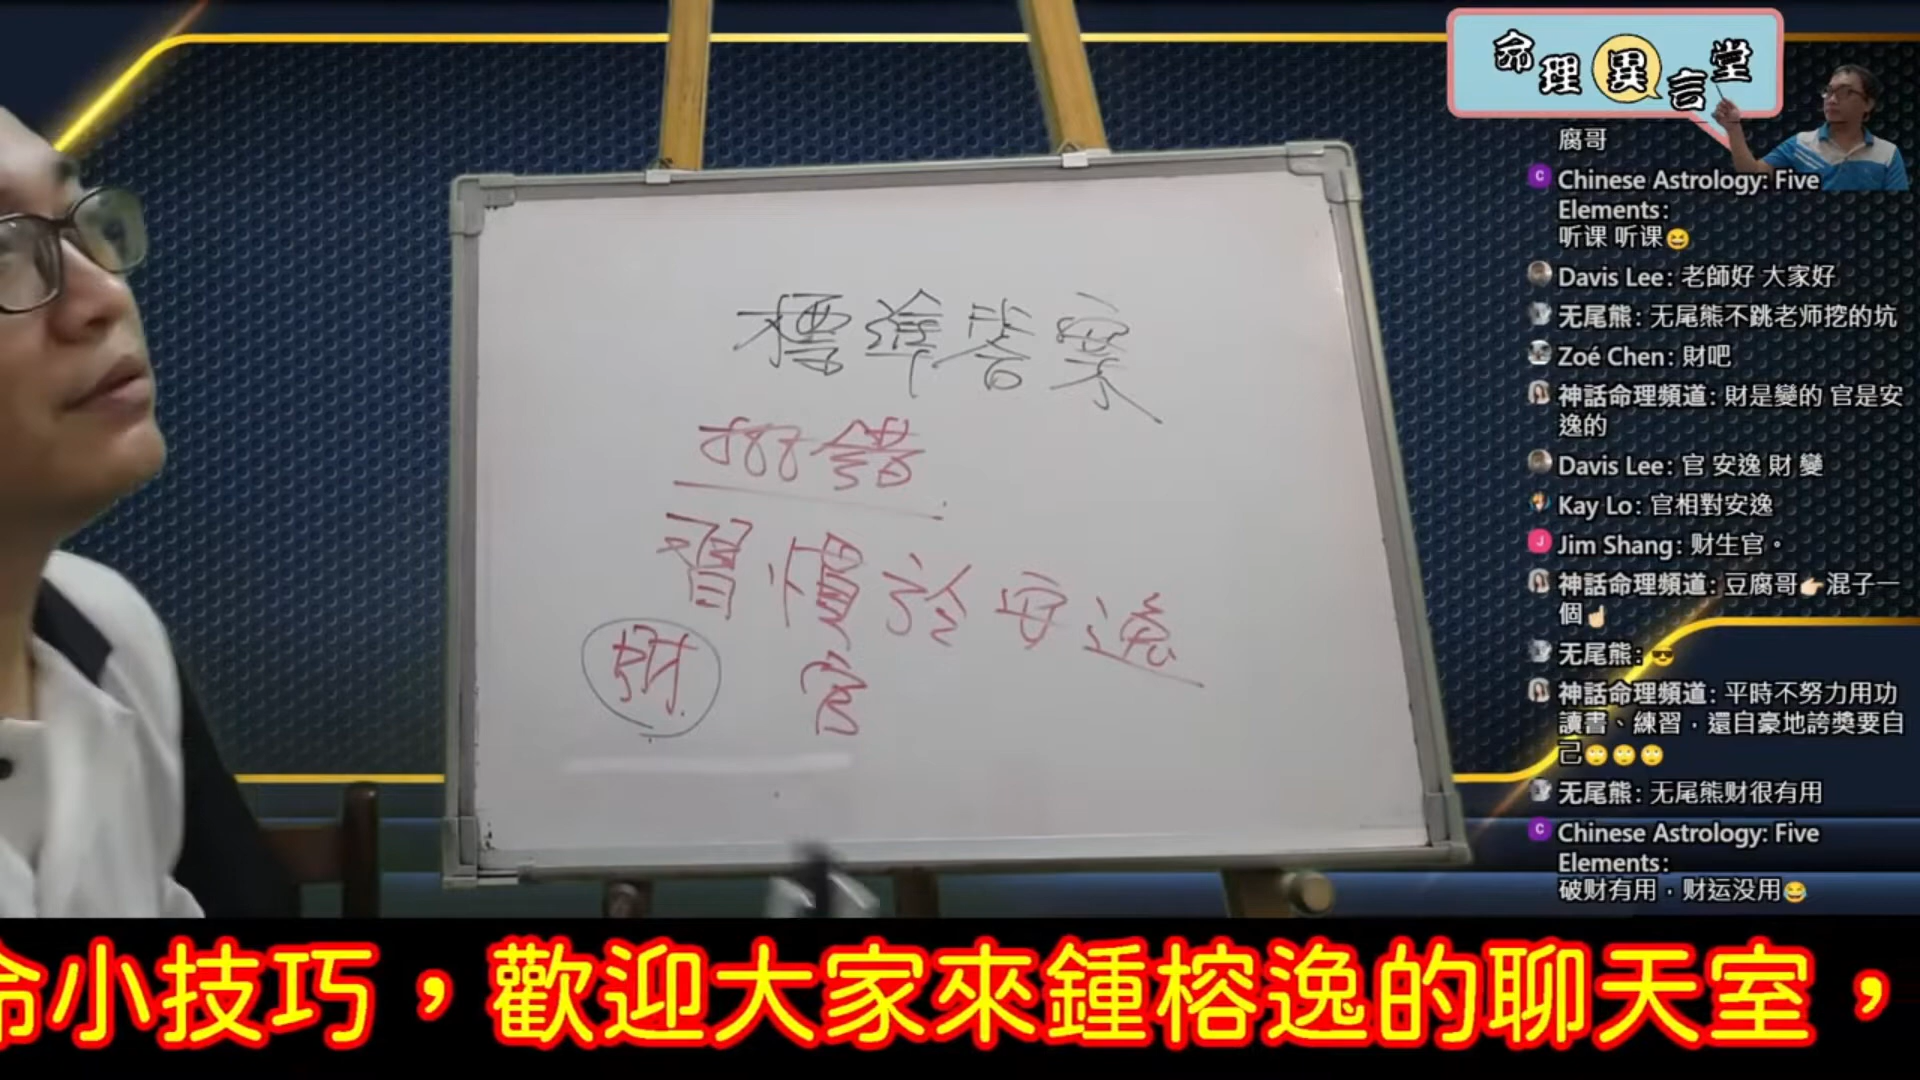 命理異言堂
標準答案
抓錯
習慣於安逸
財 官
腐哥
Chinese Astrology: Five
Elements:
听课 听课😆
Davis Lee: 老師好 大家好
无尾熊: 无尾熊不跳老师挖的坑
Zoé Chen: 財吧
神話命理頻道: 財是變的 官是安
逸的
Davis Lee: 官 安逸 財 變
Kay Lo: 官相對安逸
Jim Shang: 财生官。
神話命理頻道: 豆腐哥👉🏻混子一
個☝🏻
无尾熊: 😎
神話命理頻道: 平時不努力用功
讀書、練習，還自豪地誇獎要自
己🙄🙄🙄
无尾熊: 无尾熊财很有用
Chinese Astrology: Five
Elements:
破财有用，财运没用😂
命小技巧，歡迎大家來鍾榕逸的聊天室，